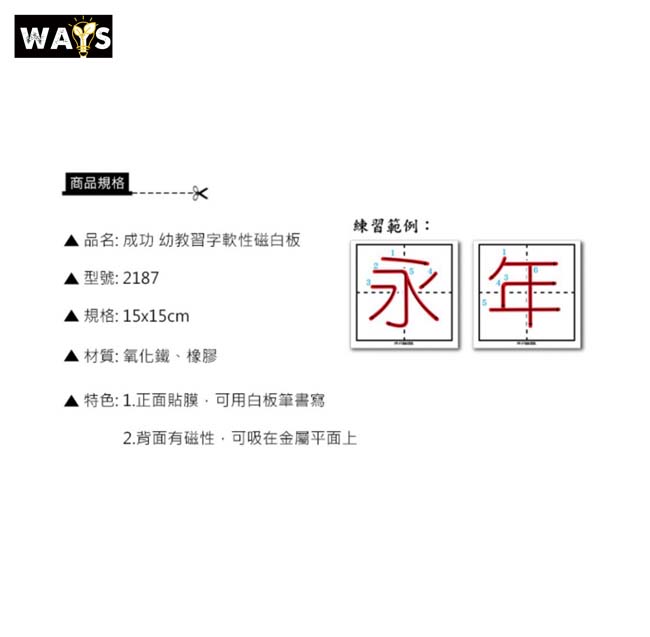 WAYS
商品規格
▲ 品名: 成功 幼教習字軟性磁白板
▲ 型號: 2187
▲ 規格: 15x15cm
▲ 材質: 氧化鐵、橡膠
▲ 特色: 1.正面貼膜，可用白板筆書寫
2.背面有磁性，可吸在金屬平面上
練習範例：
永 年
1 2 3 5 4
1 3 4 5 6